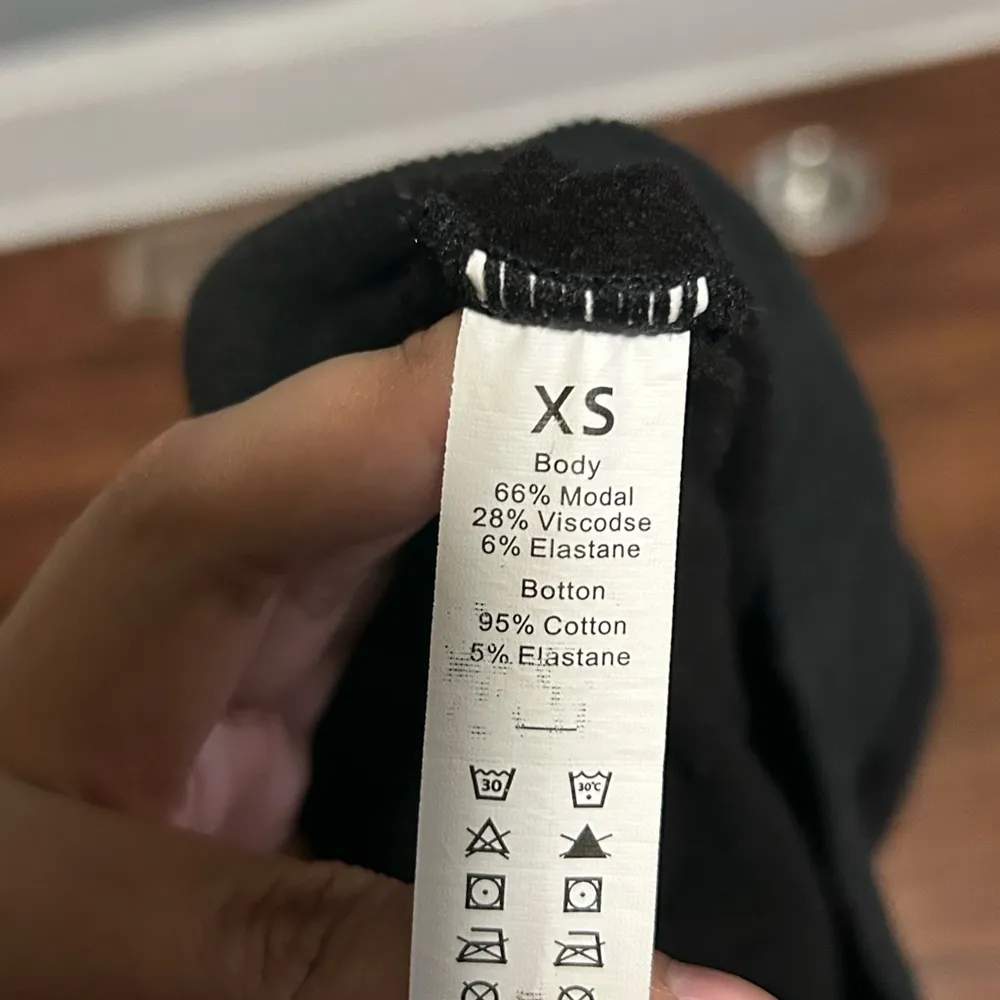 XS
Body
66% Modal
28% Viscodse
6% Elastane
Botton
95% Cotton
5% Elastane
30 30℃